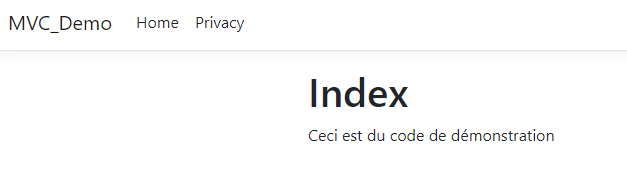 MVC_Demo Home Privacy
Index
Ceci est du code de démonstration